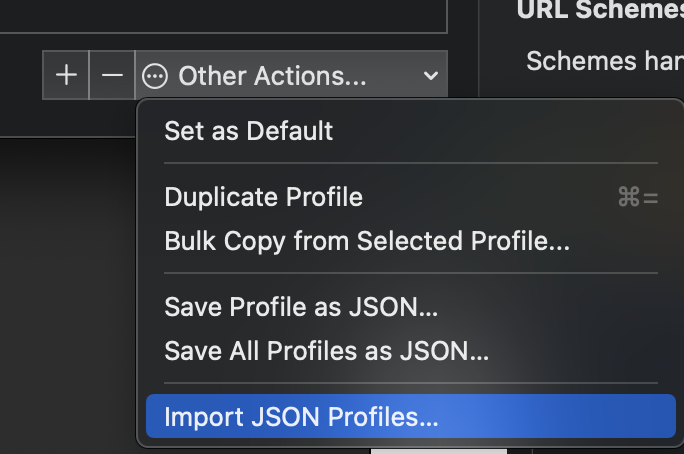 URL Schemes
Schemes han
Other Actions...
Set as Default
Duplicate Profile ⌘=
Bulk Copy from Selected Profile...
Save Profile as JSON...
Save All Profiles as JSON...
Import JSON Profiles...